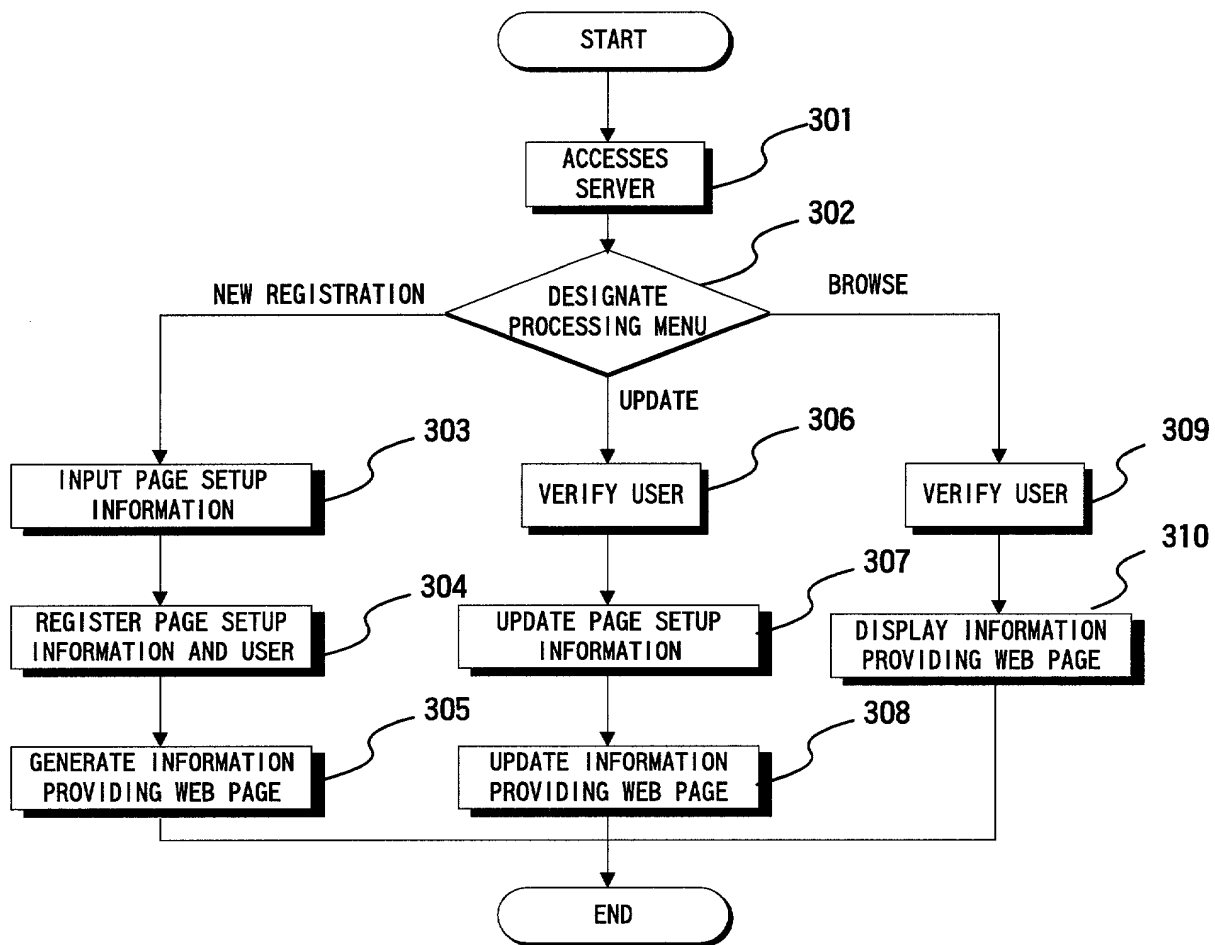 START
301
ACCESSES
SERVER
302
NEW REGISTRATION
DESIGNATE
PROCESSING MENU
BROWSE
UPDATE
303
306
309
INPUT PAGE SETUP
INFORMATION
VERIFY USER
VERIFY USER
310
304
307
REGISTER PAGE SETUP
INFORMATION AND USER
UPDATE PAGE SETUP
INFORMATION
DISPLAY INFORMATION
PROVIDING WEB PAGE
305
308
GENERATE INFORMATION
PROVIDING WEB PAGE
UPDATE INFORMATION
PROVIDING WEB PAGE
END